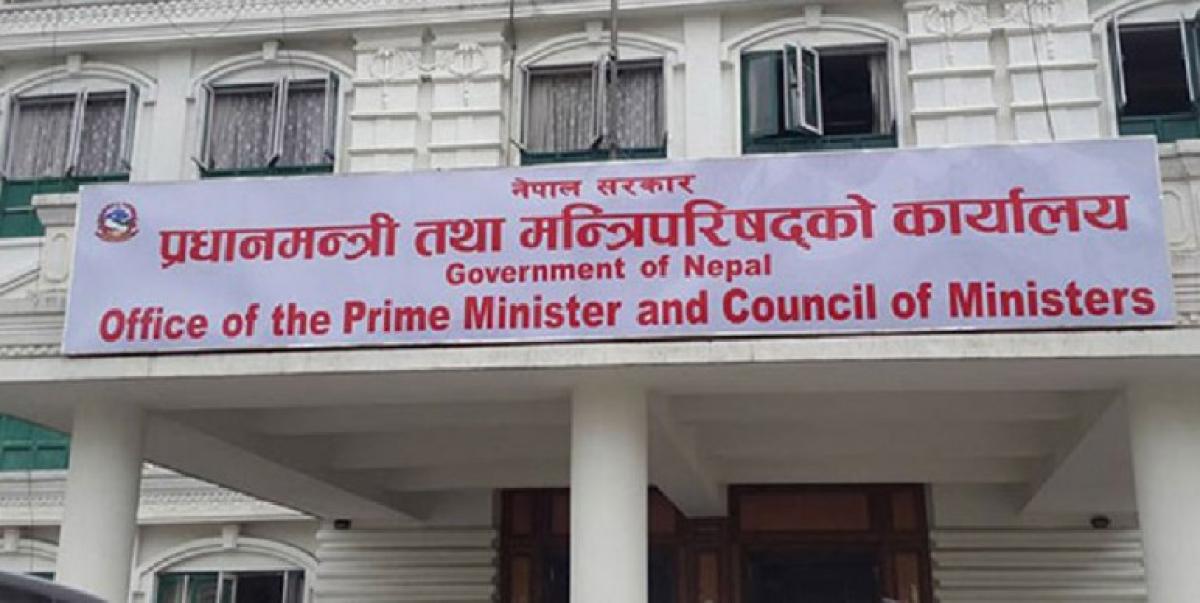 नेपाल सरकार
प्रधानमन्त्री तथा मन्त्रिपरिषद्को कार्यालय
Government of Nepal
Office of the Prime Minister and Council of Ministers